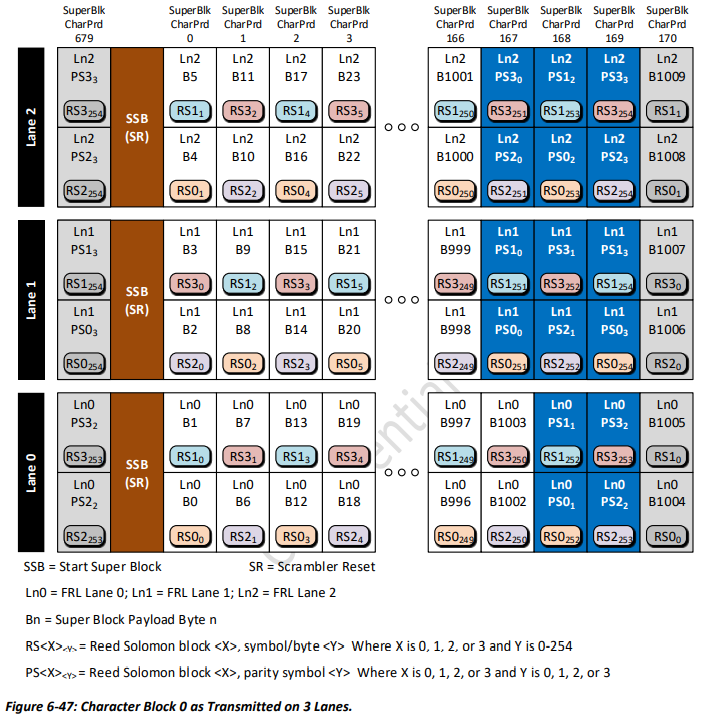 SuperBlk SuperBlk SuperBlk SuperBlk SuperBlk SuperBlk SuperBlk SuperBlk SuperBlk SuperBlk
CharPrd CharPrd CharPrd CharPrd CharPrd CharPrd CharPrd CharPrd CharPrd CharPrd
679 0 1 2 3 166 167 168 169 170
Lane 2
Ln2 Ln2 Ln2 Ln2 Ln2 Ln2 Ln2 Ln2 Ln2 Ln2
PS3₃ B5 B11 B17 B23 B1001 PS3₀ PS1₂ PS3₃ B1009
RS3₂₅₄ RS1₁ RS3₂ RS1₄ RS3₅ RS1₂₅₀ RS3₂₅₁ RS1₂₅₃ RS3₂₅₄ RS1₁
SSB
(SR)
Ln2 Ln2 Ln2 Ln2 Ln2 Ln2 Ln2 Ln2 Ln2 Ln2
PS2₃ B4 B10 B16 B22 B1000 PS2₀ PS0₂ PS2₃ B1008
RS2₂₅₄ RS0₁ RS2₂ RS0₄ RS2₅ RS0₂₅₀ RS2₂₅₁ RS0₂₅₃ RS2₂₅₄ RS0₁
Lane 1
Ln1 Ln1 Ln1 Ln1 Ln1 Ln1 Ln1 Ln1 Ln1 Ln1
PS1₃ B3 B9 B15 B21 B999 PS1₀ PS3₁ PS1₃ B1007
RS1₂₅₄ RS3₀ RS1₂ RS3₃ RS1₅ RS3₂₄₉ RS1₂₅₁ RS3₂₅₂ RS1₂₅₄ RS3₀
SSB
(SR)
Ln1 Ln1 Ln1 Ln1 Ln1 Ln1 Ln1 Ln1 Ln1 Ln1
PS0₃ B2 B8 B14 B20 B998 PS0₀ PS2₁ PS0₃ B1006
RS0₂₅₄ RS2₀ RS0₂ RS2₃ RS0₅ RS2₂₄₉ RS0₂₅₁ RS2₂₅₂ RS0₂₅₄ RS2₀
Lane 0
Ln0 Ln0 Ln0 Ln0 Ln0 Ln0 Ln0 Ln0 Ln0 Ln0
PS3₂ B1 B7 B13 B19 B997 B1003 PS1₁ PS3₂ B1005
RS3₂₅₃ RS1₀ RS3₁ RS1₃ RS3₄ RS1₂₄₉ RS3₂₅₀ RS1₂₅₂ RS3₂₅₃ RS1₀
SSB
(SR)
Ln0 Ln0 Ln0 Ln0 Ln0 Ln0 Ln0 Ln0 Ln0 Ln0
PS2₂ B0 B6 B12 B18 B996 B1002 PS0₁ PS2₂ B1004
RS2₂₅₃ RS0₀ RS2₁ RS0₃ RS2₄ RS0₂₄₉ RS2₂₅₀ RS0₂₅₂ RS2₂₅₃ RS0₀
SSB = Start Super Block SR = Scrambler Reset
Ln0 = FRL Lane 0; Ln1 = FRL Lane 1; Ln2 = FRL Lane 2
Bn = Super Block Payload Byte n
RS<X><Y> = Reed Solomon block <X>, symbol/byte <Y> Where X is 0, 1, 2, or 3 and Y is 0-254
PS<X><Y> = Reed Solomon block <X>, parity symbol <Y> Where X is 0, 1, 2, or 3 and Y is 0, 1, 2, or 3
Figure 6-47: Character Block 0 as Transmitted on 3 Lanes.